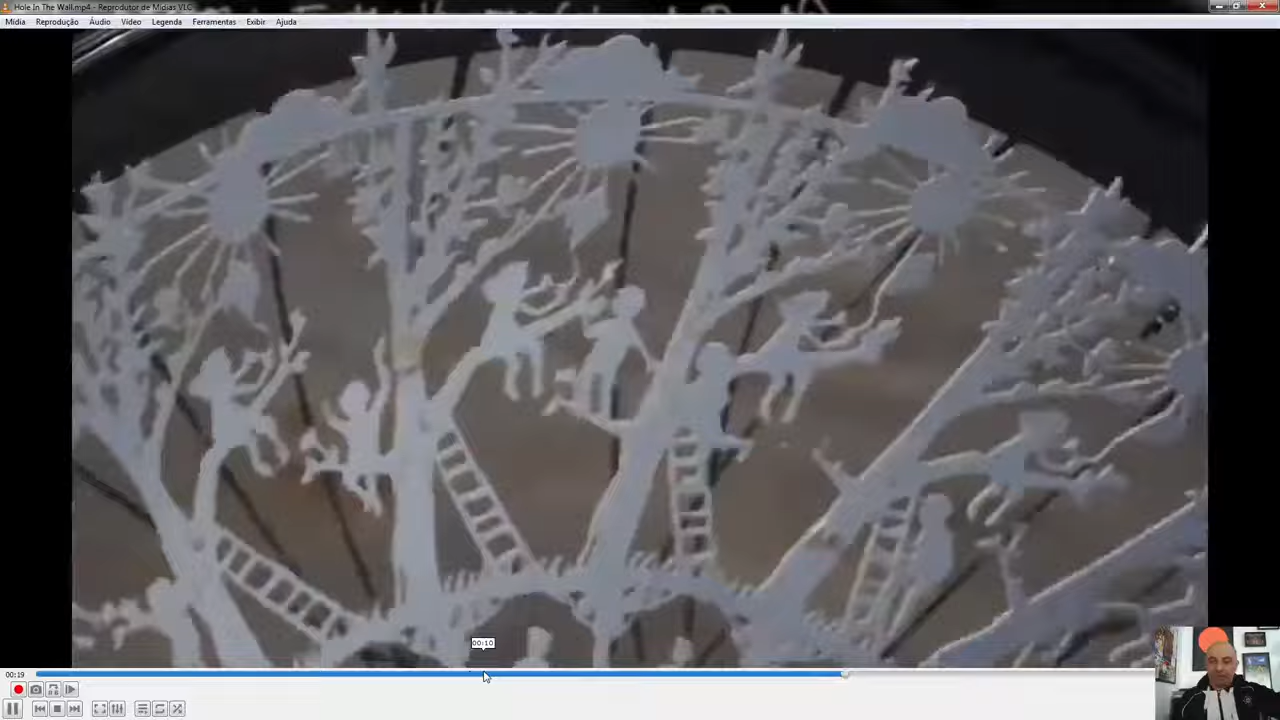 Hole In The Wall.mp4 - Reprodutor de Mídias VLC
Mídia Reprodução Áudio Vídeo Legenda Ferramentas Exibir Ajuda
00:10
00:19